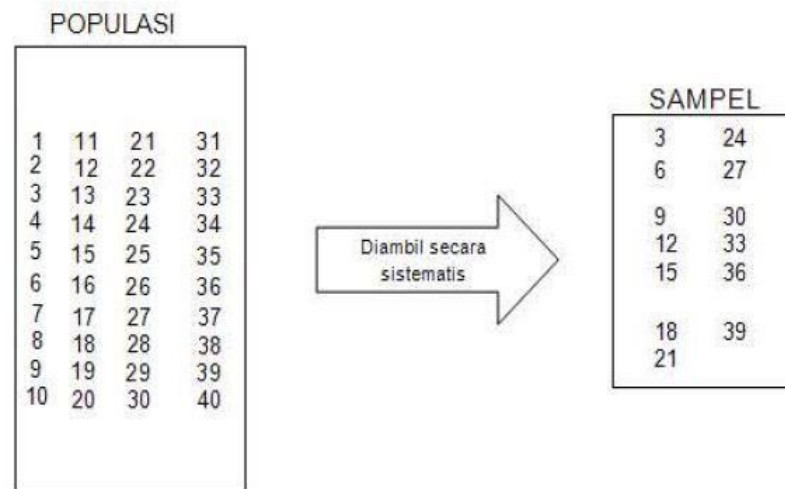 POPULASI
1 11 21 31
2 12 22 32
3 13 23 33
4 14 24 34
5 15 25 35
6 16 26 36
7 17 27 37
8 18 28 38
9 19 29 39
10 20 30 40
Diambil secara
sistematis
SAMPEL
3 24
6 27
9 30
12 33
15 36
18 39
21